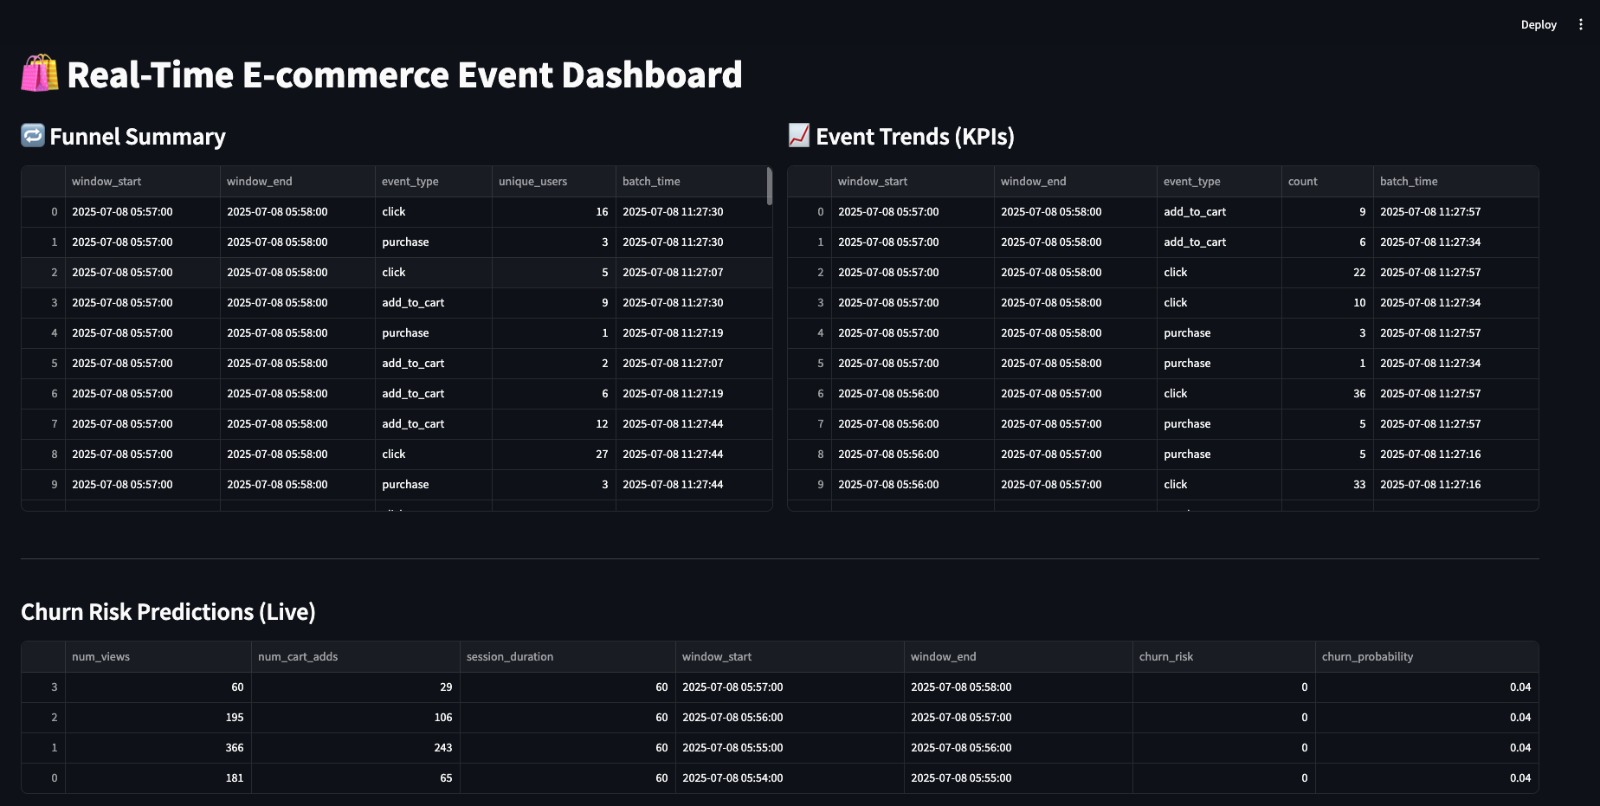 Deploy
Real-Time E-commerce Event Dashboard
Funnel Summary
window_start window_end event_type unique_users batch_time
0 2025-07-08 05:57:00 2025-07-08 05:58:00 click 16 2025-07-08 11:27:30
1 2025-07-08 05:57:00 2025-07-08 05:58:00 purchase 3 2025-07-08 11:27:30
2 2025-07-08 05:57:00 2025-07-08 05:58:00 click 5 2025-07-08 11:27:07
3 2025-07-08 05:57:00 2025-07-08 05:58:00 add_to_cart 9 2025-07-08 11:27:30
4 2025-07-08 05:57:00 2025-07-08 05:58:00 purchase 1 2025-07-08 11:27:19
5 2025-07-08 05:57:00 2025-07-08 05:58:00 add_to_cart 2 2025-07-08 11:27:07
6 2025-07-08 05:57:00 2025-07-08 05:58:00 add_to_cart 6 2025-07-08 11:27:19
7 2025-07-08 05:57:00 2025-07-08 05:58:00 add_to_cart 12 2025-07-08 11:27:44
8 2025-07-08 05:57:00 2025-07-08 05:58:00 click 27 2025-07-08 11:27:44
9 2025-07-08 05:57:00 2025-07-08 05:58:00 purchase 3 2025-07-08 11:27:44
Event Trends (KPIs)
window_start window_end event_type count batch_time
0 2025-07-08 05:57:00 2025-07-08 05:58:00 add_to_cart 9 2025-07-08 11:27:57
1 2025-07-08 05:57:00 2025-07-08 05:58:00 add_to_cart 6 2025-07-08 11:27:34
2 2025-07-08 05:57:00 2025-07-08 05:58:00 click 22 2025-07-08 11:27:57
3 2025-07-08 05:57:00 2025-07-08 05:58:00 click 10 2025-07-08 11:27:34
4 2025-07-08 05:57:00 2025-07-08 05:58:00 purchase 3 2025-07-08 11:27:57
5 2025-07-08 05:57:00 2025-07-08 05:58:00 purchase 1 2025-07-08 11:27:34
6 2025-07-08 05:56:00 2025-07-08 05:57:00 click 36 2025-07-08 11:27:57
7 2025-07-08 05:56:00 2025-07-08 05:57:00 purchase 5 2025-07-08 11:27:57
8 2025-07-08 05:56:00 2025-07-08 05:57:00 purchase 5 2025-07-08 11:27:16
9 2025-07-08 05:56:00 2025-07-08 05:57:00 click 33 2025-07-08 11:27:16
Churn Risk Predictions (Live)
num_views num_cart_adds session_duration window_start window_end churn_risk churn_probability
3 60 29 60 2025-07-08 05:57:00 2025-07-08 05:58:00 0 0.04
2 195 106 60 2025-07-08 05:56:00 2025-07-08 05:57:00 0 0.04
1 366 243 60 2025-07-08 05:55:00 2025-07-08 05:56:00 0 0.04
0 181 65 60 2025-07-08 05:54:00 2025-07-08 05:55:00 0 0.04